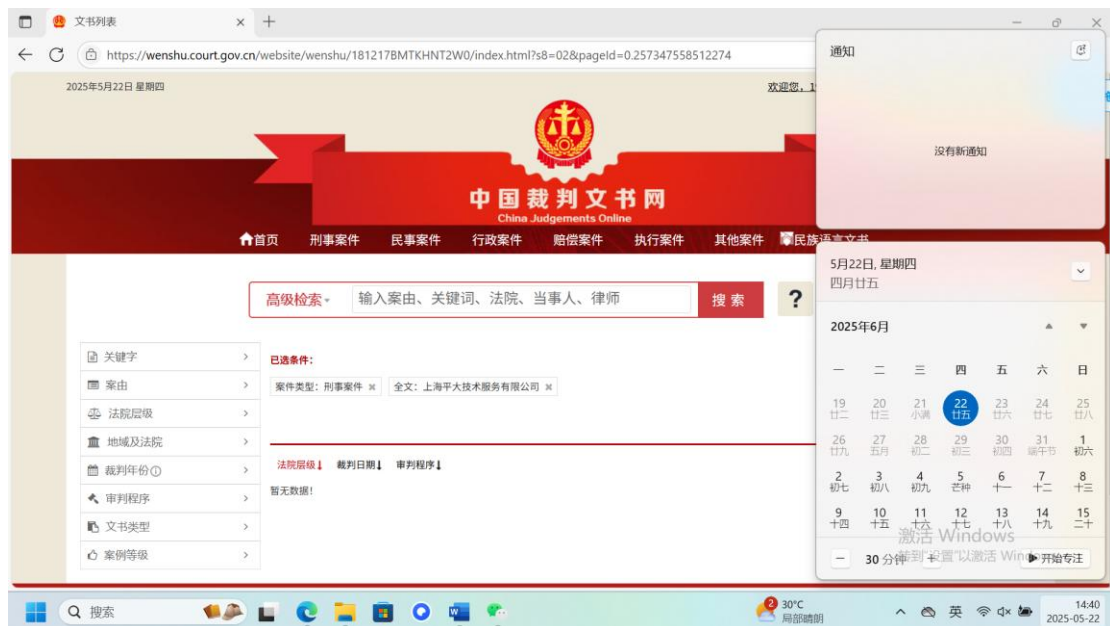 文书列表
https://wenshu.court.gov.cn/website/wenshu/181217BMTKHNT2W0/index.html?s8=02&pageId=0.257347558512274
2025年5月22日 星期四
欢迎您，1
中国裁判文书网
China Judgements Online
首页 刑事案件 民事案件 行政案件 赔偿案件 执行案件 其他案件 民族语言文书
高级检索 输入案由、关键词、法院、当事人、律师 搜索 ?
关键字
案由
法院层级
地域及法院
裁判年份
审判程序
文书类型
案例等级
已选条件：
案件类型：刑事案件 × 全文：上海平大技术服务有限公司 ×
法院层级↓ 裁判日期↓ 审判程序↓
暂无数据！
通知
没有新通知
5月22日, 星期四
四月廿五
2025年6月
一 二 三 四 五 六 日
19 20 21 22 23 24 25
廿二 廿三 小满 廿五 廿六 廿七 廿八
26 27 28 29 30 31 1
廿九 五月 初二 初三 初四 端午节 初六
2 3 4 5 6 7 8
初七 初八 初九 芒种 十一 十二 十三
9 10 11 12 13 14 15
十四 十五 十六 十七 十八 十九 二十
激活 Windows
30 分钟
开始专注
搜索
2
30°C
局部晴朗
英
14:40
2025-05-22